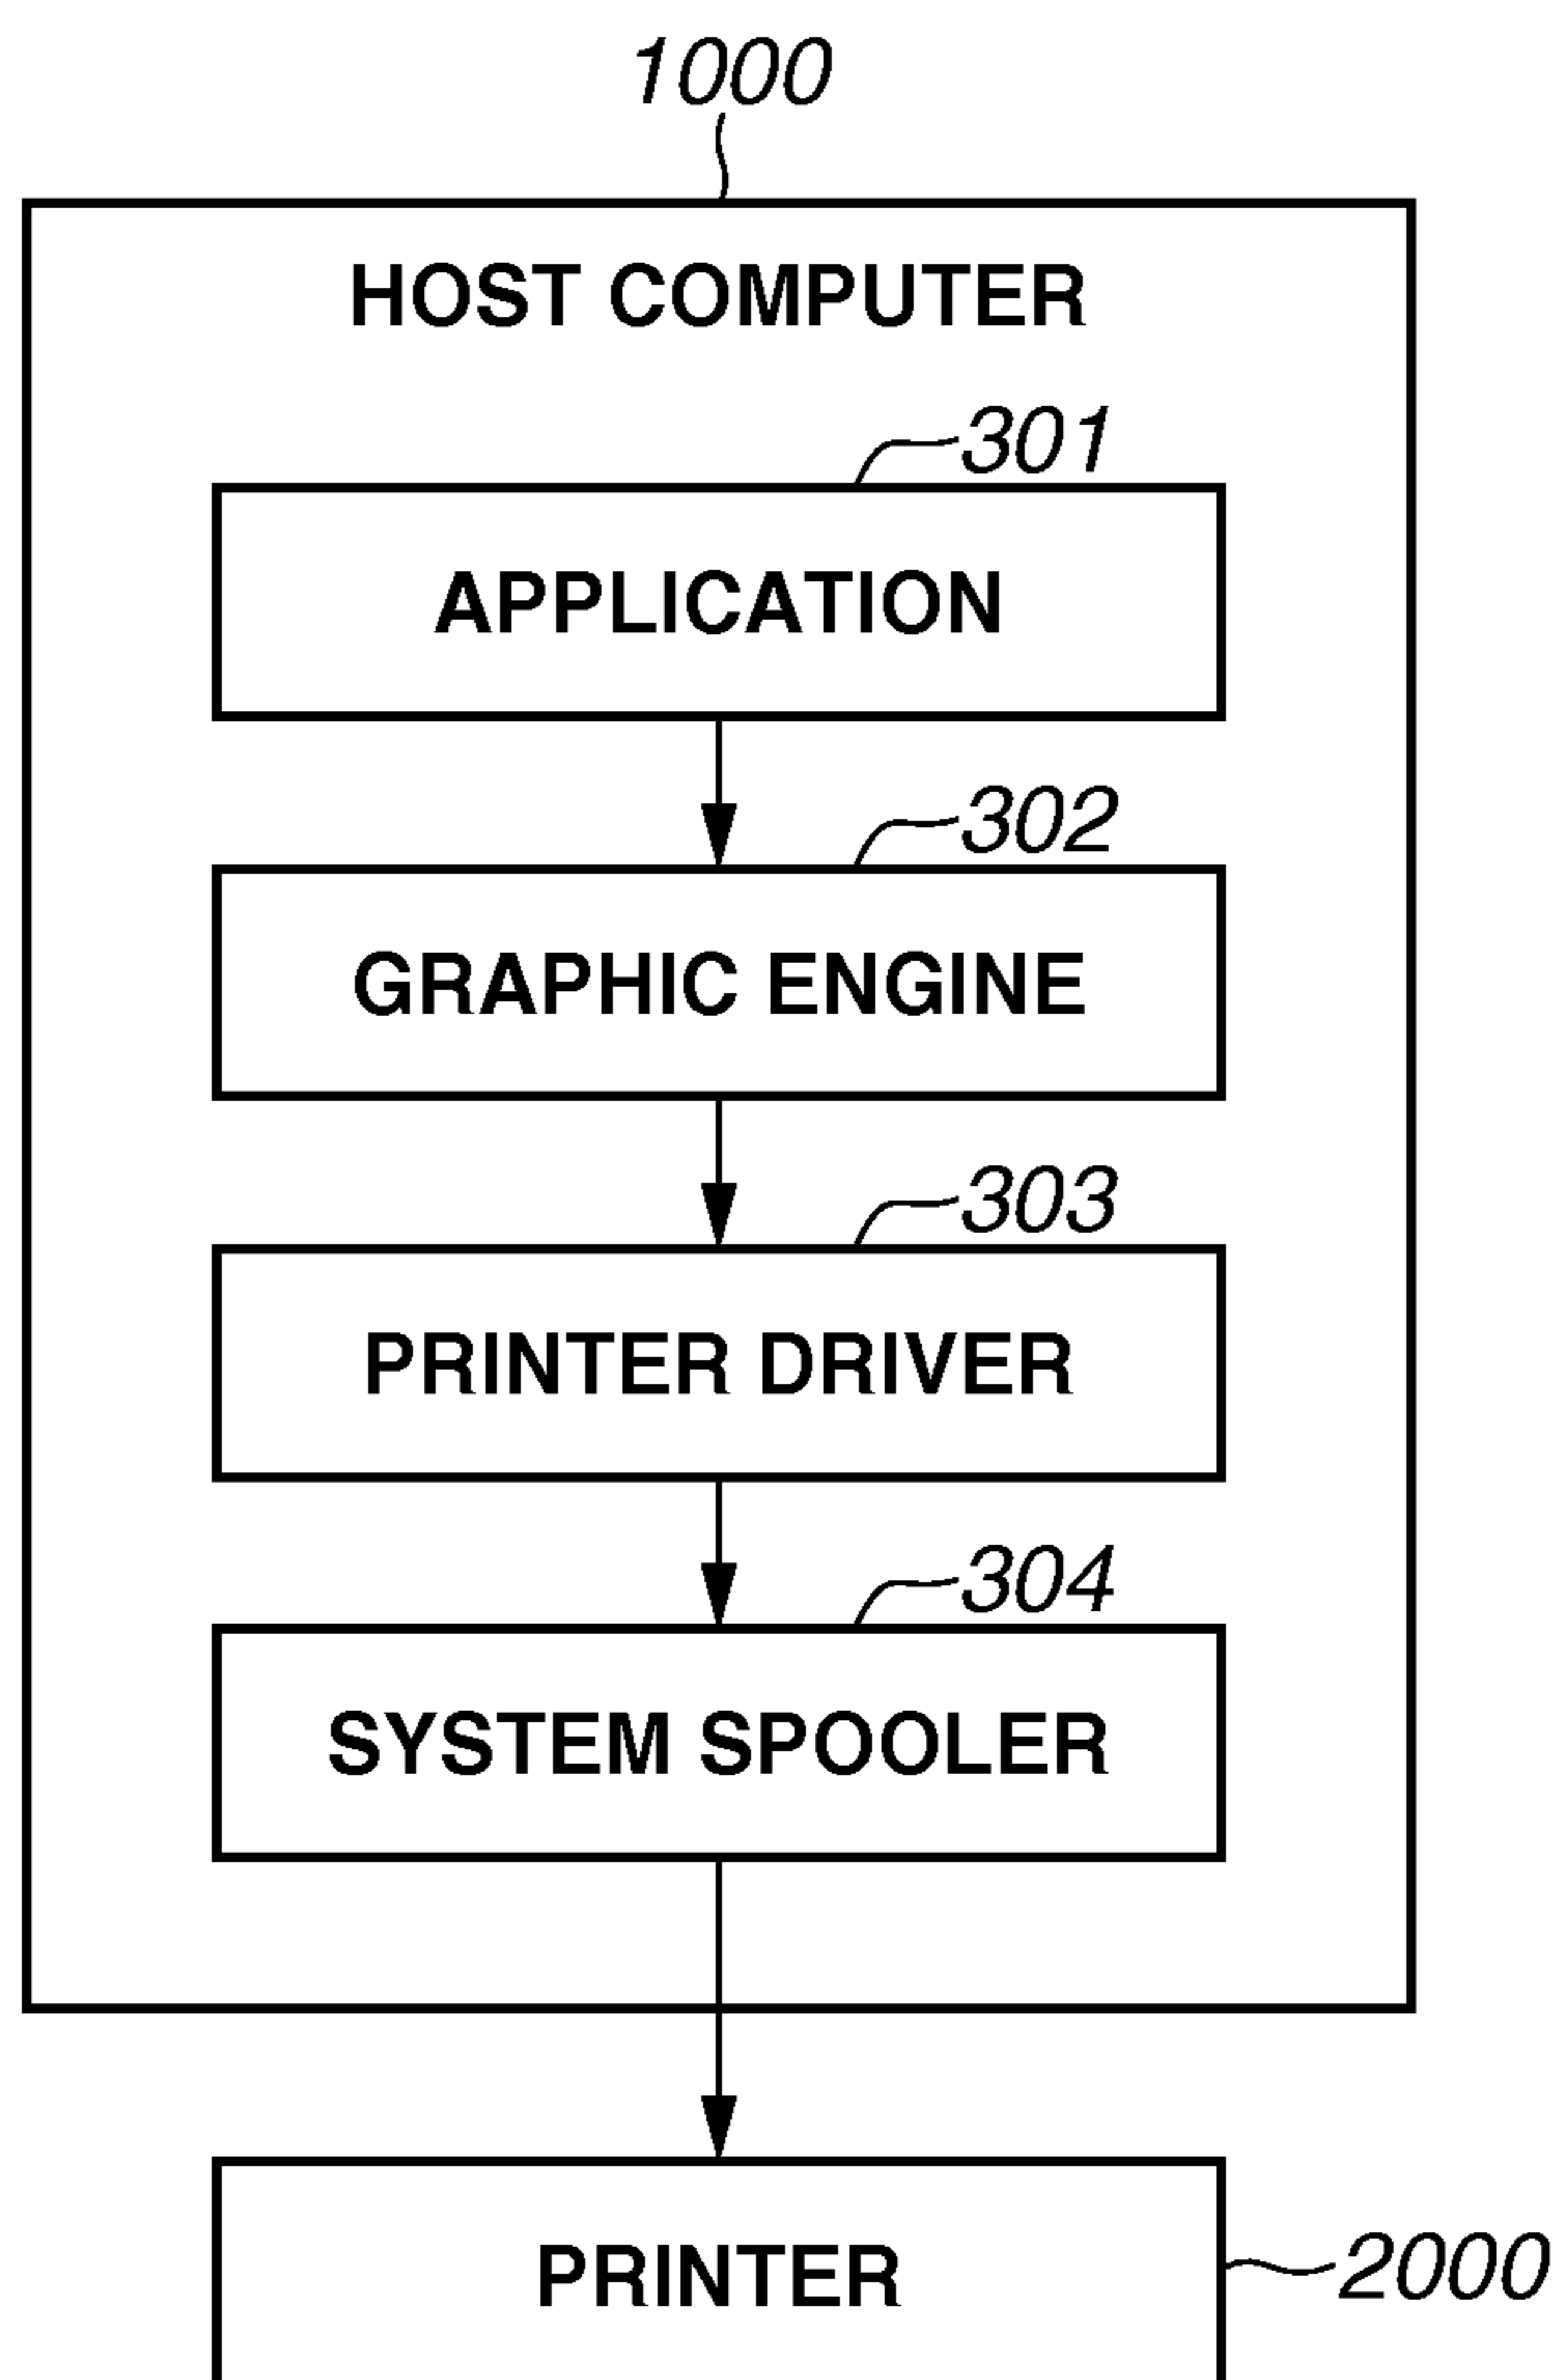 1000
HOST COMPUTER
301
APPLICATION
302
GRAPHIC ENGINE
303
PRINTER DRIVER
304
SYSTEM SPOOLER
PRINTER
2000